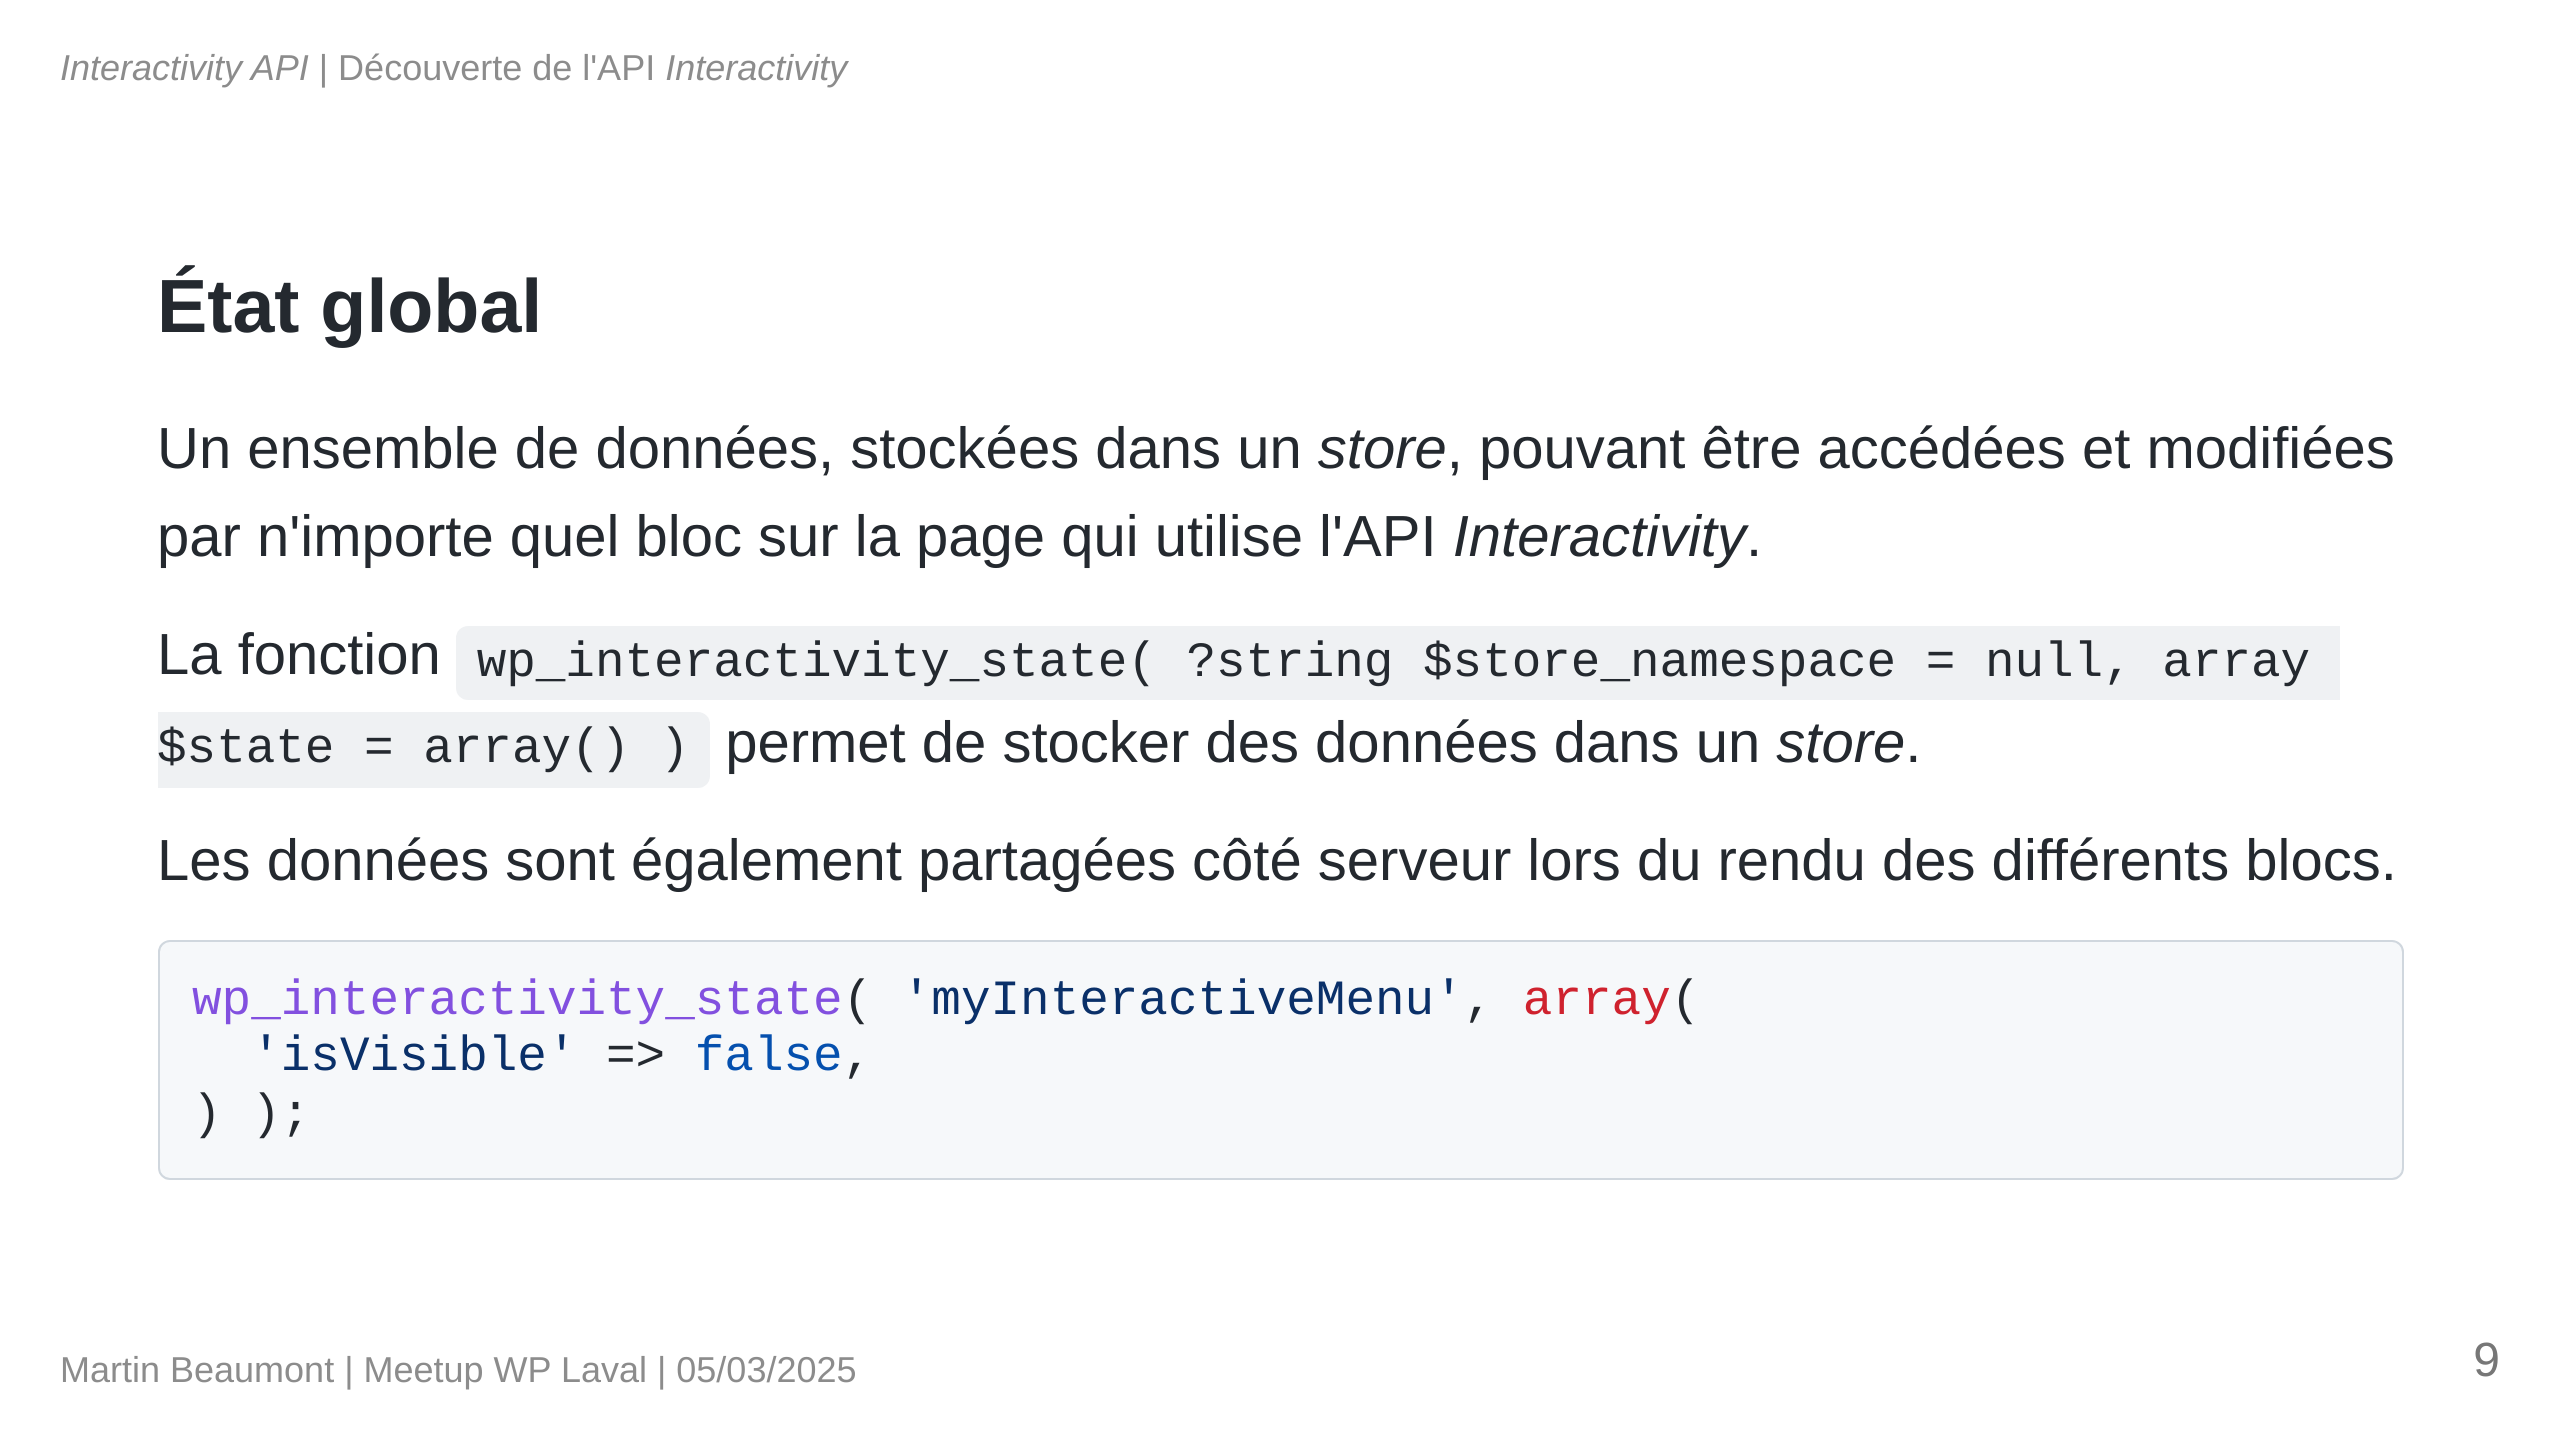 Interactivity API | Découverte de l'API Interactivity
État global
Un ensemble de données, stockées dans un store, pouvant être accédées et modifiées
par n'importe quel bloc sur la page qui utilise l'API Interactivity.
La fonction wp_interactivity_state( ?string $store_namespace = null, array
$state = array() ) permet de stocker des données dans un store.
Les données sont également partagées côté serveur lors du rendu des différents blocs.
wp_interactivity_state( 'myInteractiveMenu', array(
  'isVisible' => false,
) );
Martin Beaumont | Meetup WP Laval | 05/03/2025
9